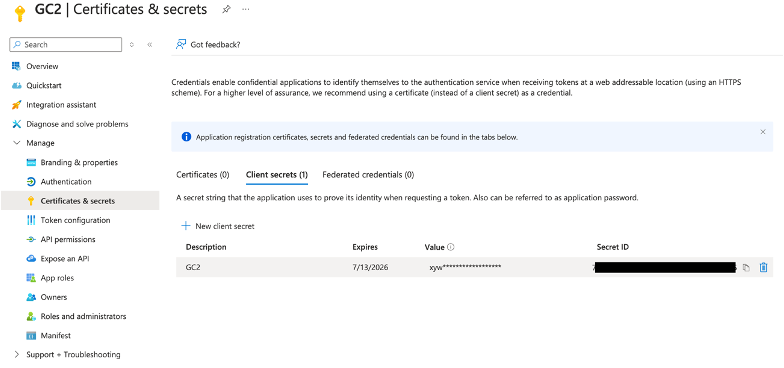 GC2 | Certificates & secrets
Search
Got feedback?
Overview
Quickstart
Integration assistant
Diagnose and solve problems
Manage
Branding & properties
Authentication
Certificates & secrets
Token configuration
API permissions
Expose an API
App roles
Owners
Roles and administrators
Manifest
Support + Troubleshooting
Credentials enable confidential applications to identify themselves to the authentication service when receiving tokens at a web addressable location (using an HTTPS
scheme). For a higher level of assurance, we recommend using a certificate (instead of a client secret) as a credential.
Application registration certificates, secrets and federated credentials can be found in the tabs below.
Certificates (0) Client secrets (1) Federated credentials (0)
A secret string that the application uses to prove its identity when requesting a token. Also can be referred to as application password.
New client secret
Description Expires Value Secret ID
GC2 7/13/2026 xyw******************